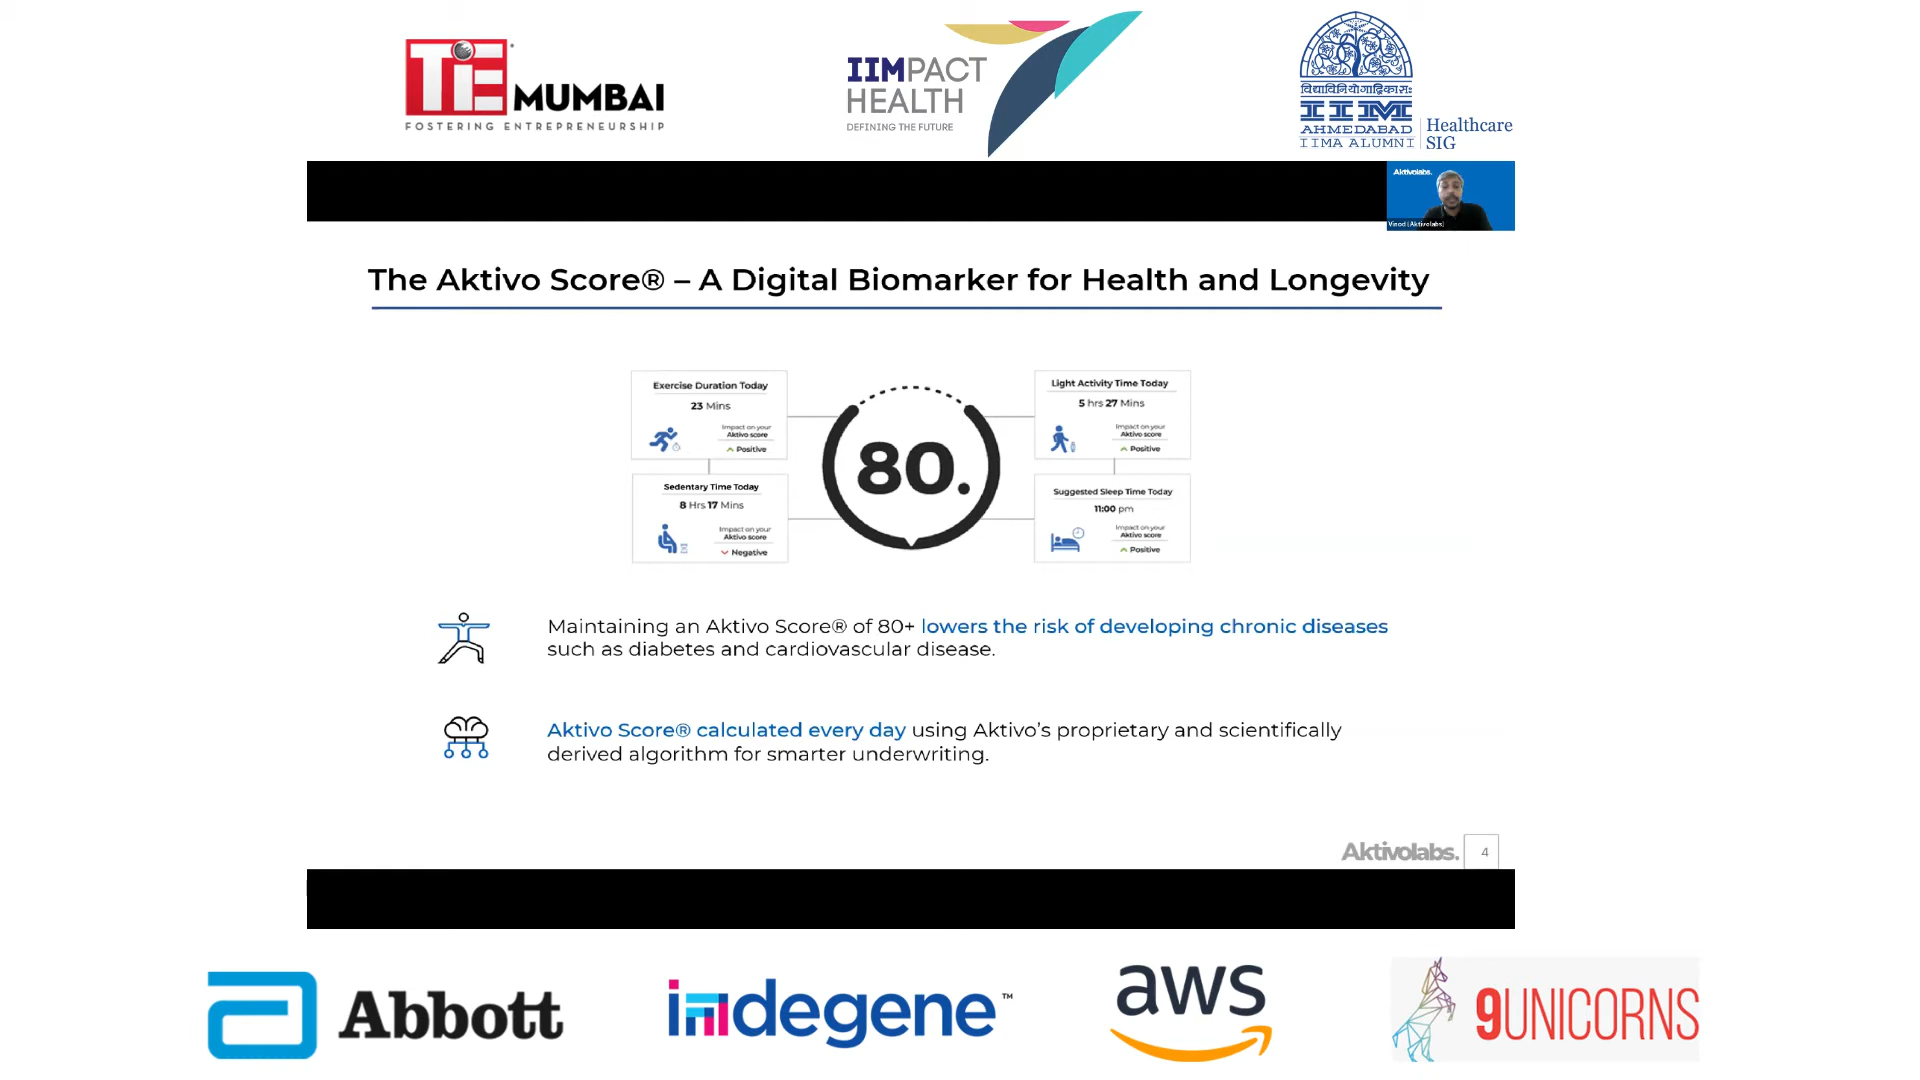 TiE MUMBAI
FOSTERING ENTREPRENEURSHIP
IIMPACT
HEALTH
DEFINING THE FUTURE
विद्याविनियोगाद्विकासः
IIM
AHMEDABAD
IIMA ALUMNI
Healthcare
SIG
Aktivolabs.
Vinod (Aktivolabs)
The Aktivo Score® – A Digital Biomarker for Health and Longevity
Exercise Duration Today
23 Mins
Impact on your
Aktivo score
Positive
Sedentary Time Today
8 Hrs 17 Mins
Impact on your
Aktivo score
Negative
80.
Light Activity Time Today
5 hrs 27 Mins
Impact on your
Aktivo score
Positive
Suggested Sleep Time Today
11:00 pm
Impact on your
Aktivo score
Positive
Maintaining an Aktivo Score® of 80+ lowers the risk of developing chronic diseases
such as diabetes and cardiovascular disease.
Aktivo Score® calculated every day using Aktivo’s proprietary and scientifically
derived algorithm for smarter underwriting.
Aktivolabs. 4
a Abbott
indegene™
aws
9UNICORNS